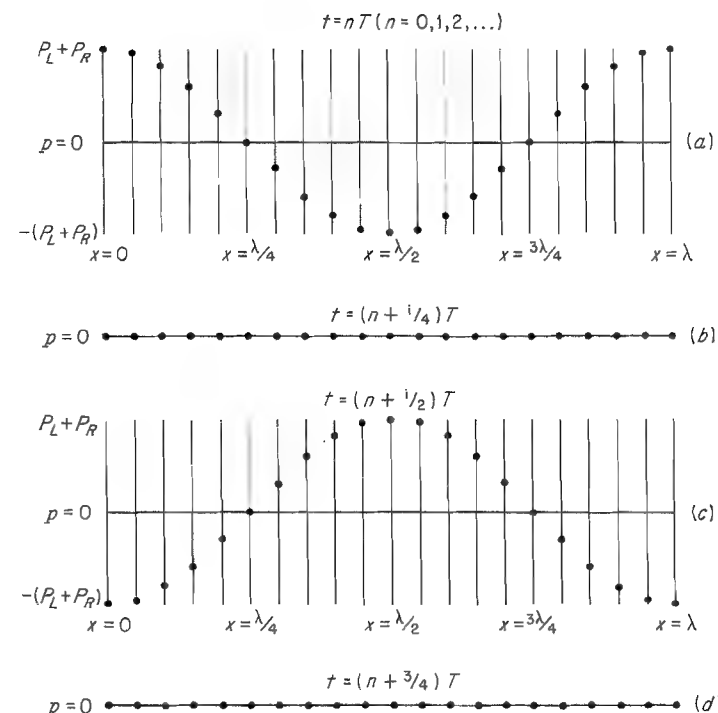 t=nT(n=0,1,2,...)
P_L+P_R
p=0
(a)
-(P_L+P_R)
x=0 x=λ/4 x=λ/2 x=3λ/4 x=λ
t=(n+1/4)T
p=0
(b)
t=(n+1/2)T
P_L+P_R
p=0
(c)
-(P_L+P_R)
x=0 x=λ/4 x=λ/2 x=3λ/4 x=λ
t=(n+3/4)T
p=0
(d